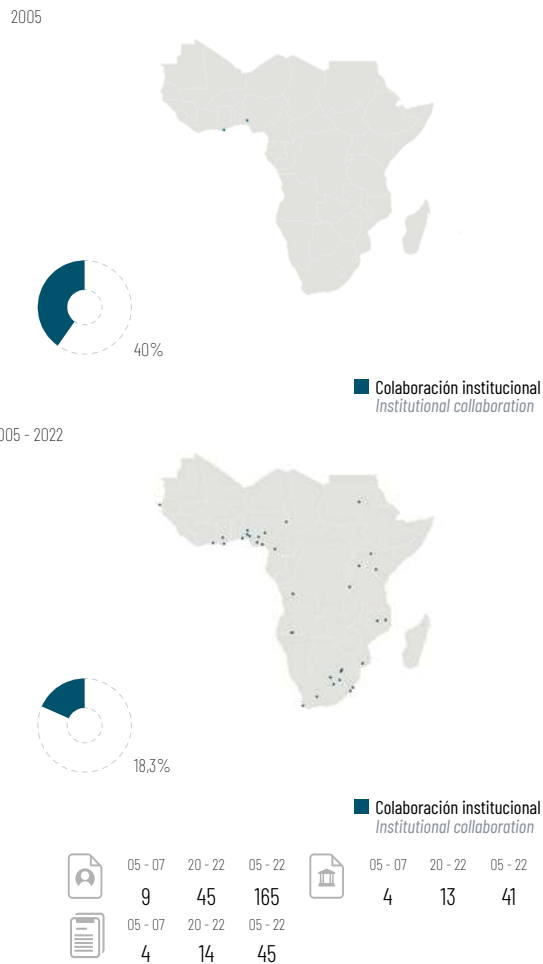 2005
40%
Colaboración institucional
Institucional collaboration
005 - 2022
18,3%
Colaboración institucional
Institutional collaboration
05 - 07 20 - 22 05 - 22 05 - 07 20 - 22 05 - 22
9 45 165 4 13 41
05 - 07 20 - 22 05 - 22
4 14 45